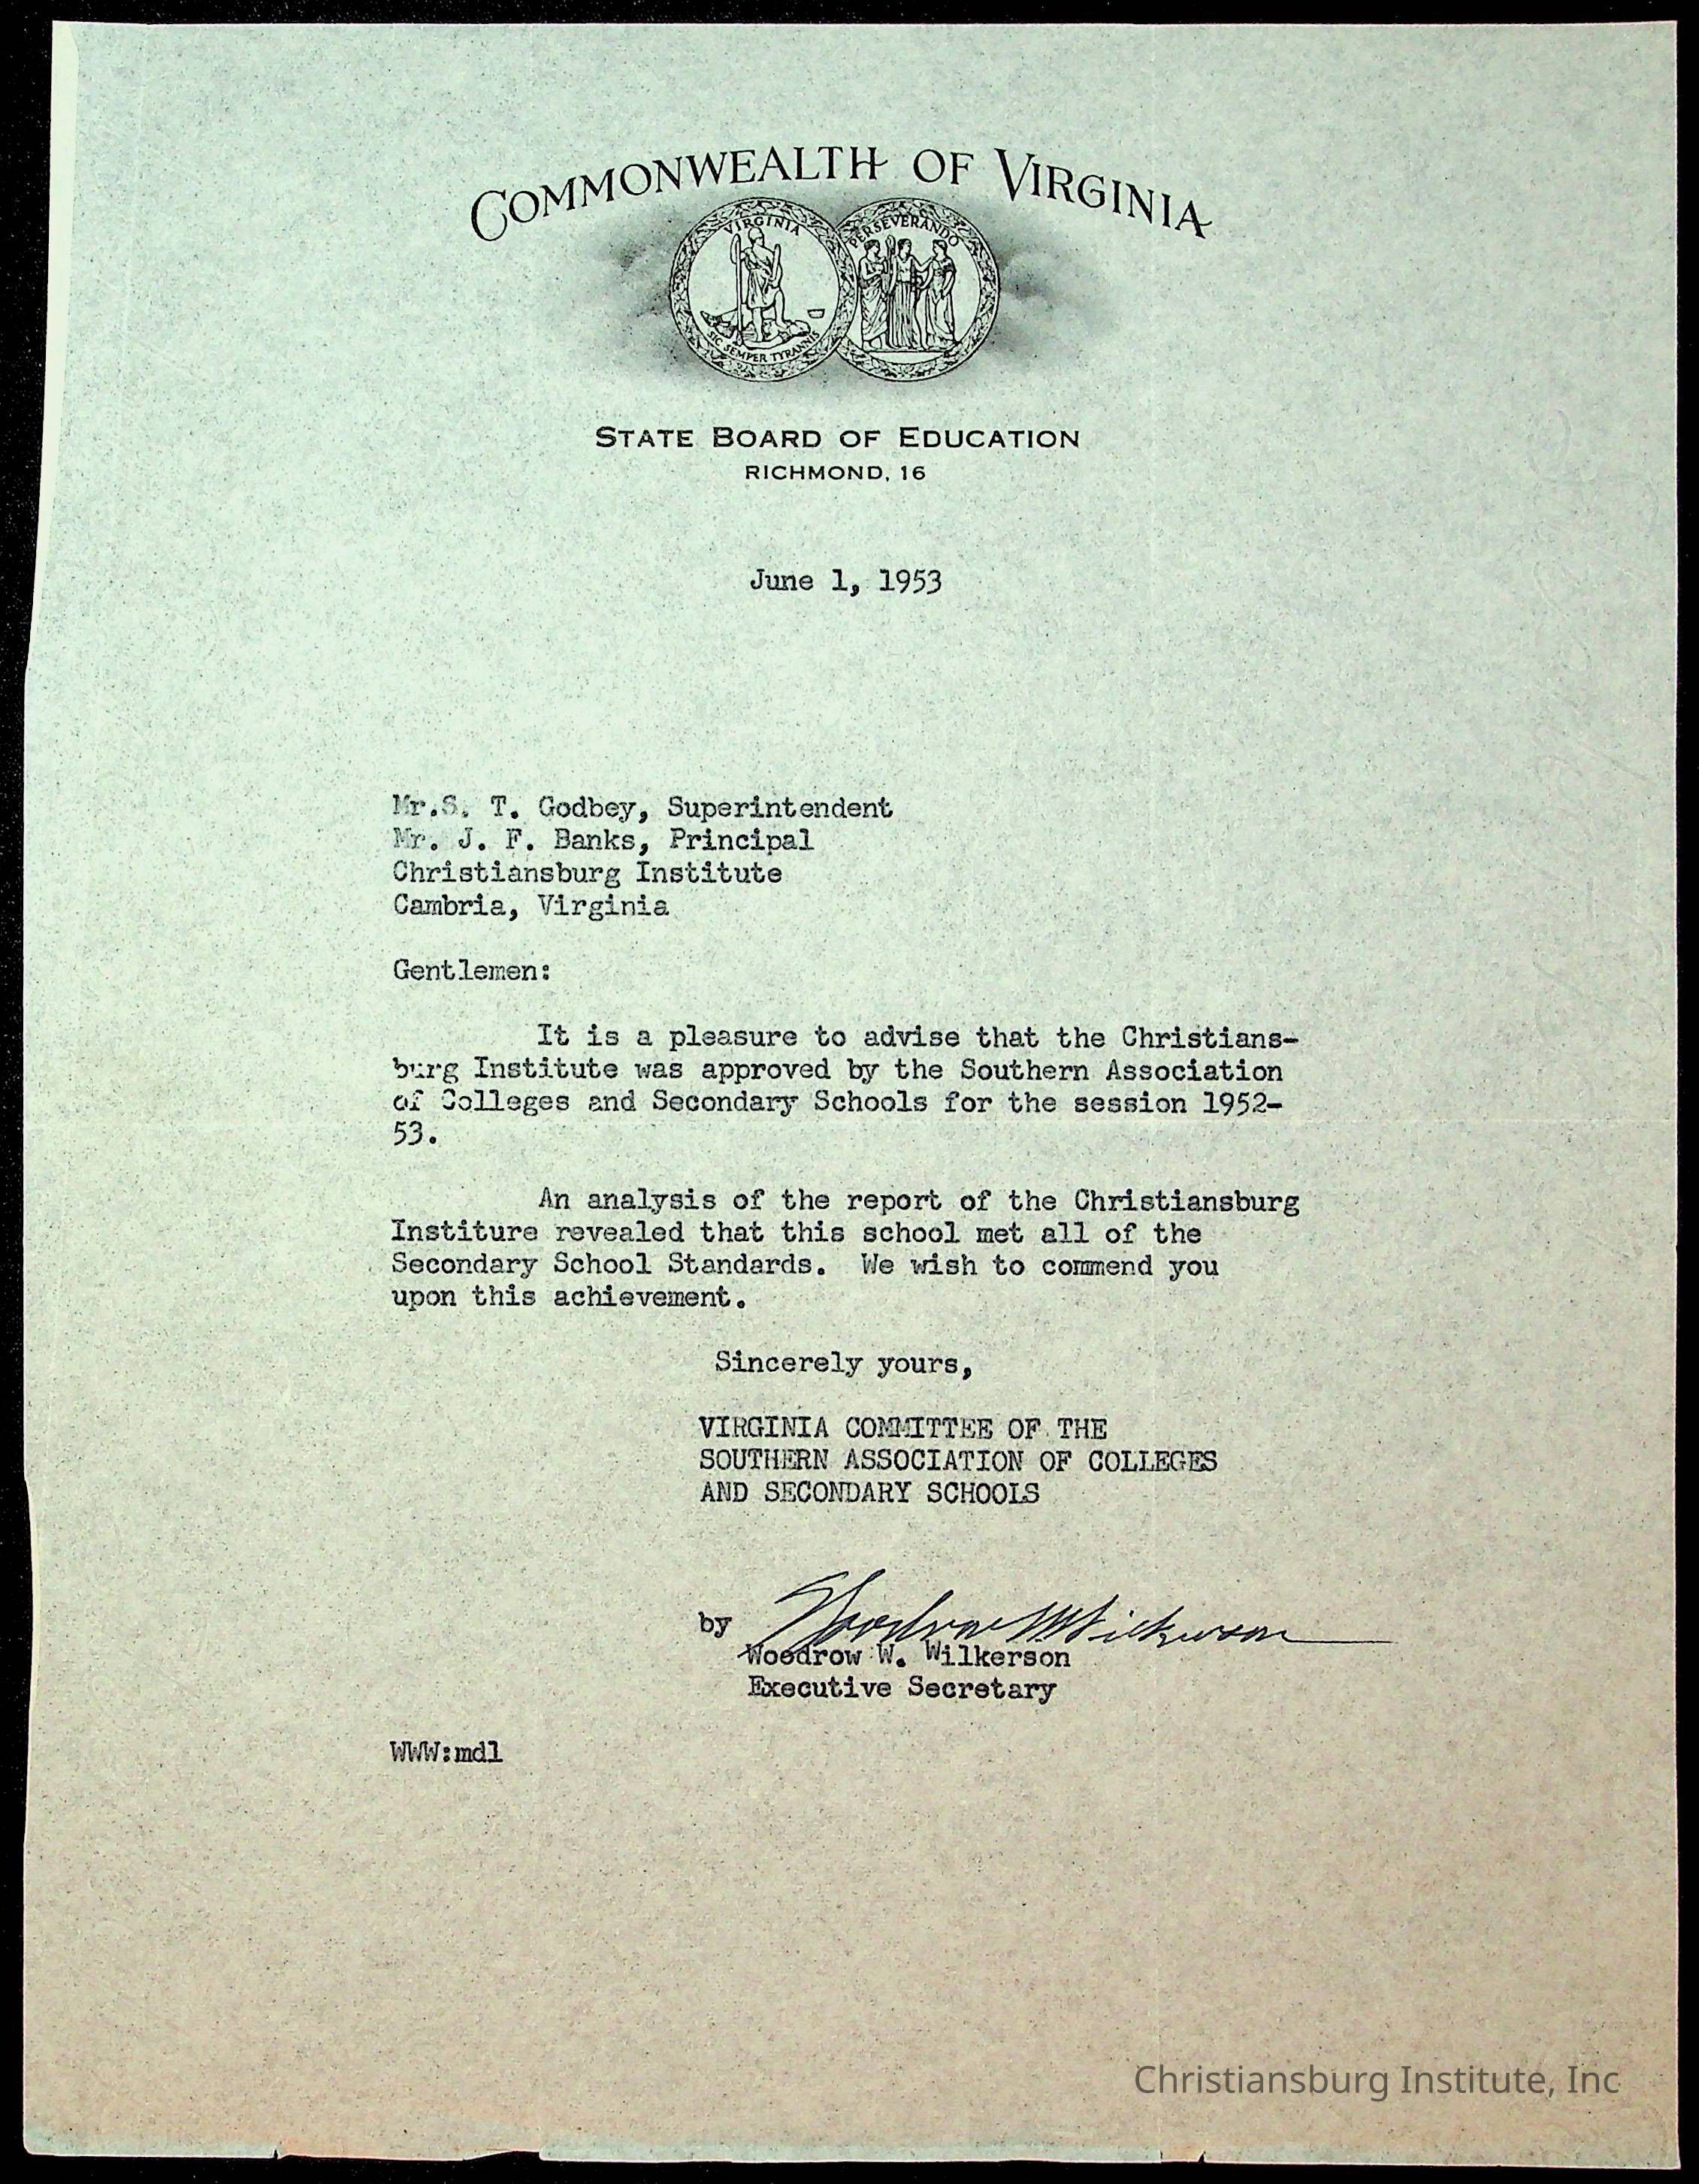 COMMONWEALTH OF VIRGINIA
VIRGINIA
PERSEVERANDO
SIC SEMPER TYRANNIS
STATE BOARD OF EDUCATION
RICHMOND, 16
June 1, 1953
Mr.S. T. Godbey, Superintendent
Mr. J. F. Banks, Principal
Christiansburg Institute
Cambria, Virginia
Gentlemen:
It is a pleasure to advise that the Christians-
burg Institute was approved by the Southern Association
of Colleges and Secondary Schools for the session 1952-
53.
An analysis of the report of the Christiansburg
Institure revealed that this school met all of the
Secondary School Standards. We wish to commend you
upon this achievement.
Sincerely yours,
VIRGINIA COMMITTEE OF THE
SOUTHERN ASSOCIATION OF COLLEGES
AND SECONDARY SCHOOLS
by Woodrow W. Wilkerson
Woodrow W. Wilkerson
Executive Secretary
WWW:mdl
Christiansburg Institute, Inc